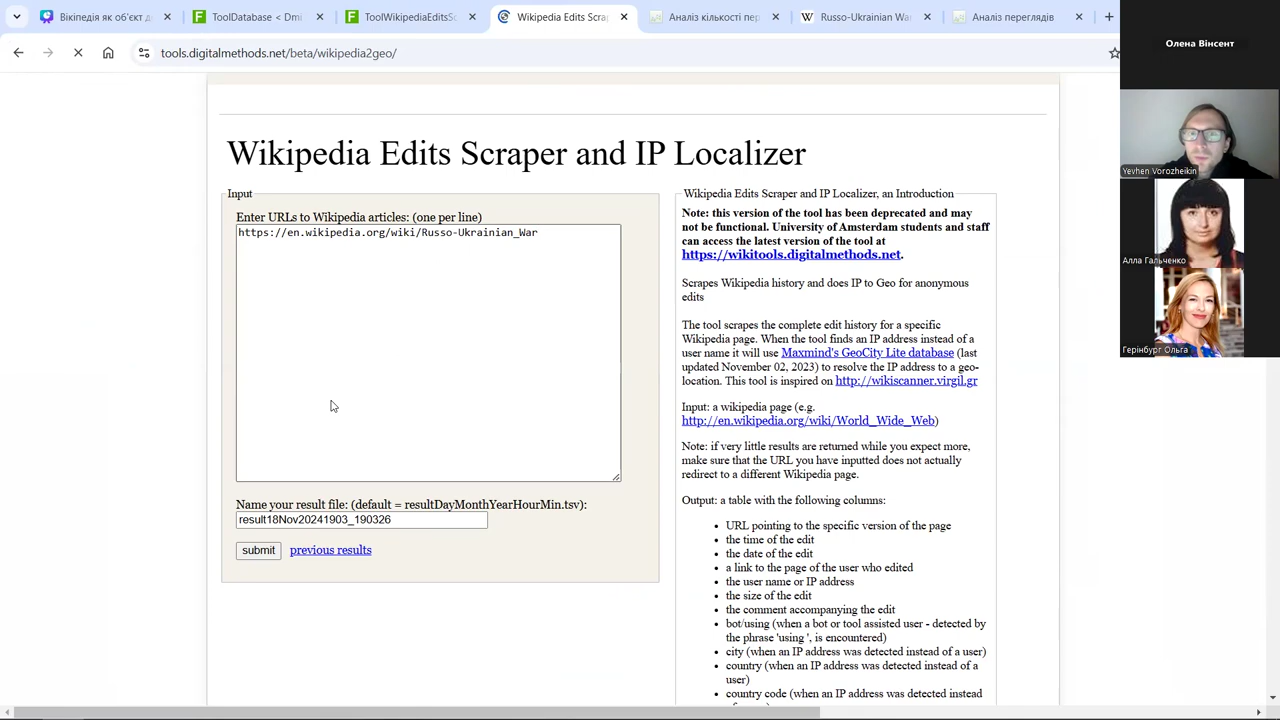 Вікіпедія як об'єкт д
ToolDatabase < Dmi
ToolWikipediaEditsSc
Wikipedia Edits Scrap
Аналіз кількості пер
Russo-Ukrainian War
Аналіз переглядів
tools.digitalmethods.net/beta/wikipedia2geo/
Олена Вінсент
Wikipedia Edits Scraper and IP Localizer
Input
Enter URLs to Wikipedia articles: (one per line)
https://en.wikipedia.org/wiki/Russo-Ukrainian_War
Name your result file: (default = resultDayMonthYearHourMin.tsv):
result18Nov20241903_190326
submit
previous results
Wikipedia Edits Scraper and IP Localizer, an Introduction
Note: this version of the tool has been deprecated and may
not be functional. University of Amsterdam students and staff
can access the latest version of the tool at
https://wikitools.digitalmethods.net.
Scrapes Wikipedia history and does IP to Geo for anonymous
edits
The tool scrapes the complete edit history for a specific
Wikipedia page. When the tool finds an IP address instead of a
user name it will use Maxmind's GeoCity Lite database (last
updated November 02, 2023) to resolve the IP address to a geo-
location. This tool is inspired on http://wikiscanner.virgil.gr
Input: a wikipedia page (e.g.
http://en.wikipedia.org/wiki/World_Wide_Web)
Note: if very little results are returned while you expect more,
make sure that the URL you have inputted does not actually
redirect to a different Wikipedia page.
Output: a table with the following columns:
• URL pointing to the specific version of the page
• the time of the edit
• the date of the edit
• a link to the page of the user who edited
• the user name or IP address
• the size of the edit
• the comment accompanying the edit
• bot/using (when a bot or tool assisted user - detected by
the phrase 'using ', is encountered)
• city (when an IP address was detected instead of a user)
• country (when an IP address was detected instead of a
user)
• country code (when an IP address was detected instead
Yevhen Vorozheikin
Алла Гальченко
Герінбург Ольга